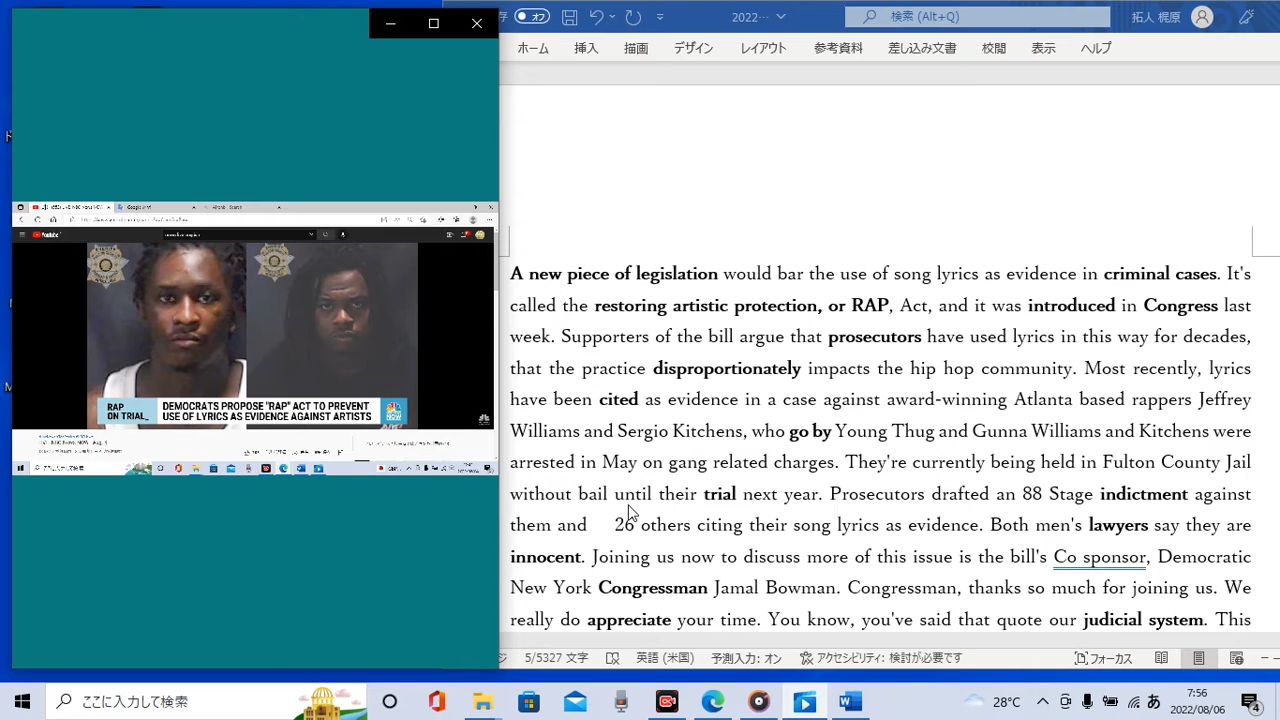 オフ
2022…
検索 (Alt+Q)
拓人 梶原
ホーム 挿入 描画 デザイン レイアウト 参考資料 差し込み文書 校閲 表示 ヘルプ
RAP ON TRIAL_
DEMOCRATS PROPOSE "RAP" ACT TO PREVENT
USE OF LYRICS AS EVIDENCE AGAINST ARTISTS
A new piece of legislation would bar the use of song lyrics as evidence in criminal cases. It's
called the restoring artistic protection, or RAP, Act, and it was introduced in Congress last
week. Supporters of the bill argue that prosecutors have used lyrics in this way for decades,
that the practice disproportionately impacts the hip hop community. Most recently, lyrics
have been cited as evidence in a case against award-winning Atlanta based rappers Jeffrey
Williams and Sergio Kitchens, who go by Young Thug and Gunna Williams and Kitchens were
arrested in May on gang related charges. They're currently being held in Fulton County Jail
without bail until their trial next year. Prosecutors drafted an 88 Stage indictment against
them and 26 others citing their song lyrics as evidence. Both men's lawyers say they are
innocent. Joining us now to discuss more of this issue is the bill's Co sponsor, Democratic
New York Congressman Jamal Bowman. Congressman, thanks so much for joining us. We
really do appreciate your time. You know, you've said that quote our judicial system. This
5/5327 文字 英語 (米国) 予測入力: オン アクセシビリティ: 検討が必要です フォーカス
ここに入力して検索
28°C
あ
7:56
2022/08/06
4